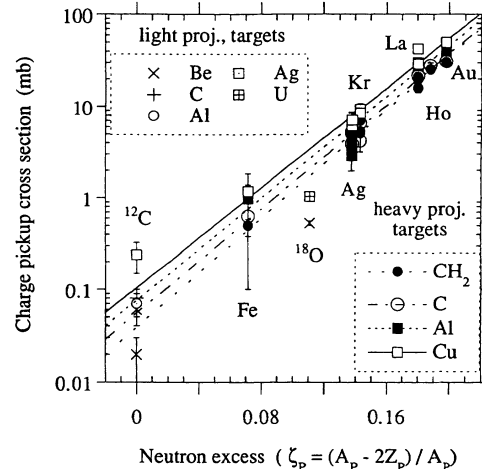 Charge pickup cross section (mb)
100
10
1
0.1
0.01
light proj., targets
Be
C
Al
Ag
U
La
Kr
Au
Ho
Ag
¹²C
¹⁸O
Fe
heavy proj.
targets
CH₂
C
Al
Cu
0
0.08
0.16
Neutron excess ( ζₚ = (Aₚ - 2Zₚ) / Aₚ)